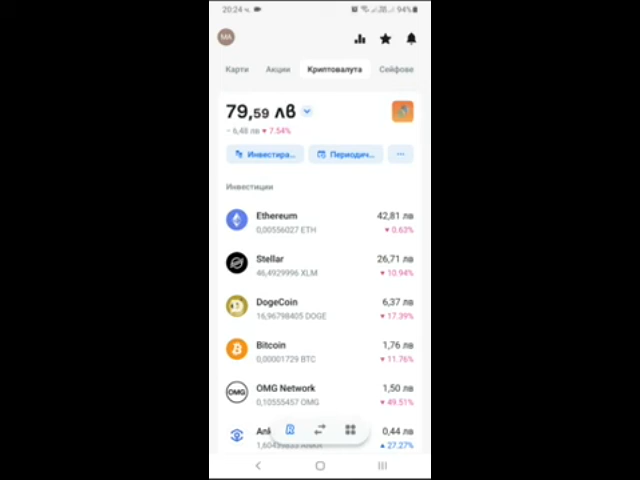 20:24 ч.
94%
MA
Карти Акции Криптовалута Сейфове
79,59 лв
- 6,48 лв ▼ 7.54%
Инвестира... Периодич... ...
Инвестиции
Ethereum 42,81 лв
0,00556027 ETH ▼ 0.63%
Stellar 26,71 лв
46,4929996 XLM ▼ 10.94%
DogeCoin 6,37 лв
16,96798405 DOGE ▼ 17.39%
Bitcoin 1,76 лв
0,00001729 BTC ▼ 11.76%
OMG
OMG Network 1,50 лв
0,10555457 OMG ▼ 49.51%
0,44 лв
▲ 27.27%